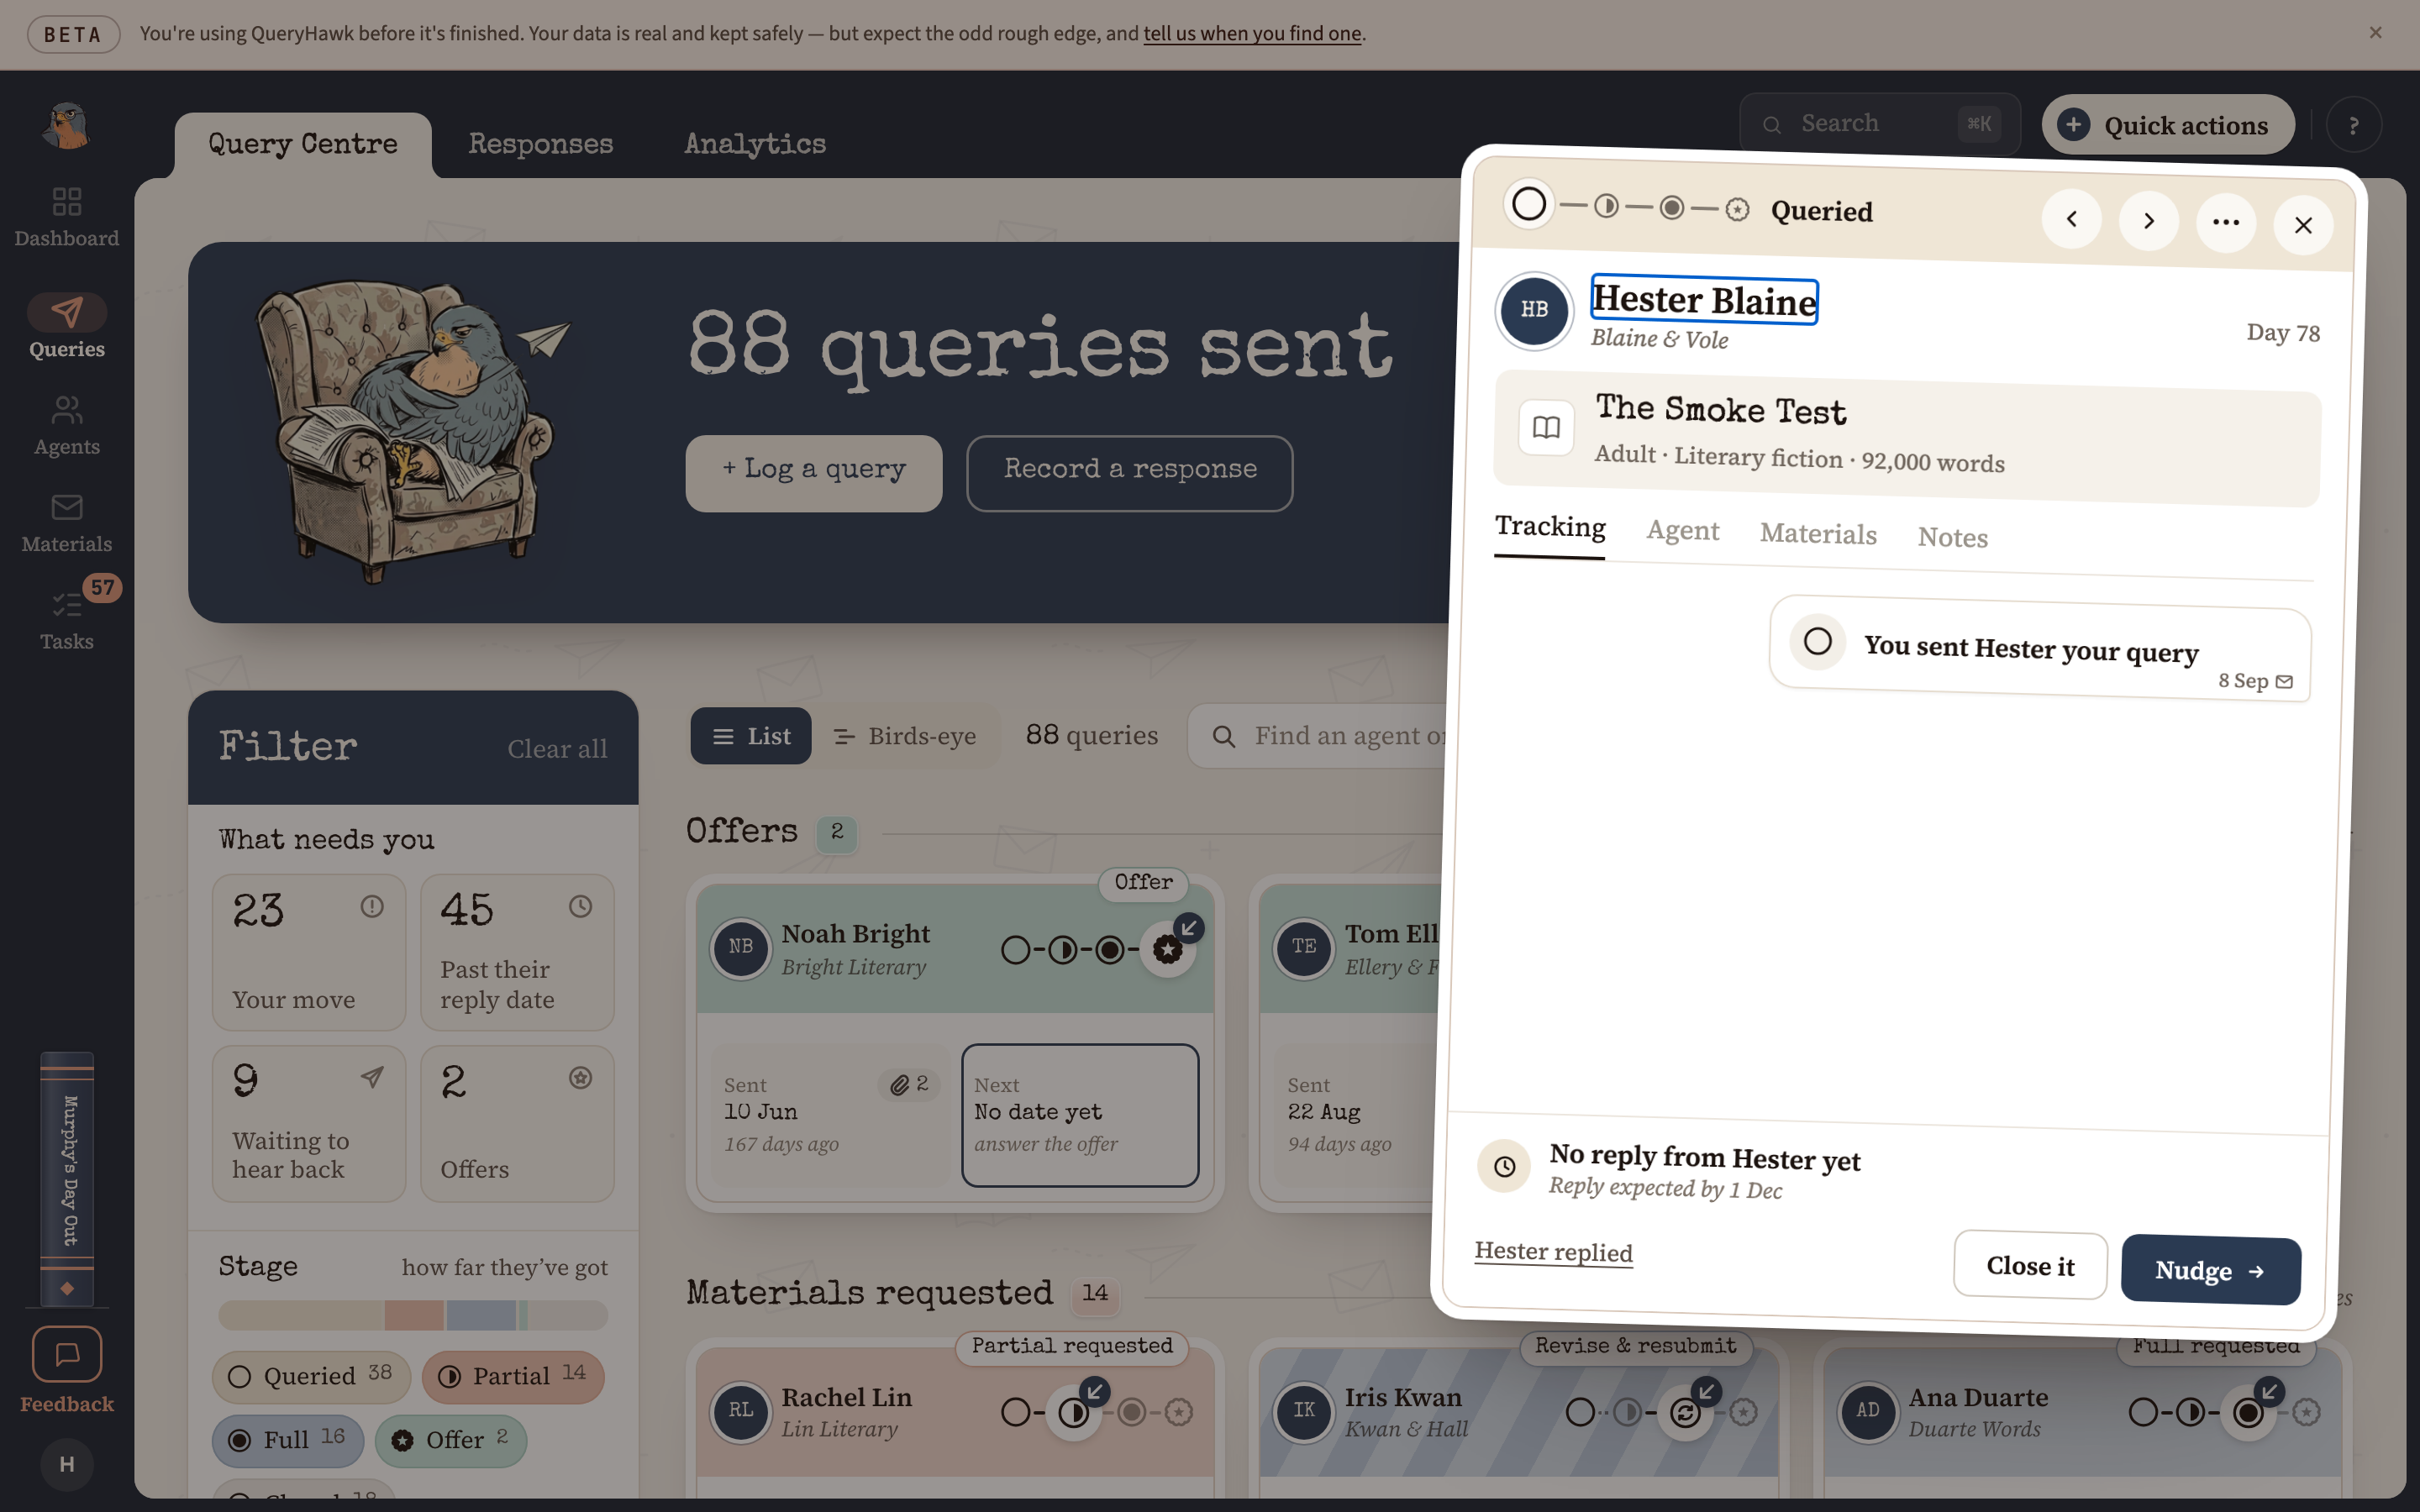 BETA You're using QueryHawk before it's finished. Your data is real and kept safely — but expect the odd rough edge, and tell us when you find one.
Query Centre
Responses
Analytics
Search ⌘K
+ Quick actions
?
Dashboard
Queries
Agents
Materials
57
Tasks
Murphy's Day Out
Feedback
H
88 queries sent
+ Log a query
Record a response
Filter
Clear all
What needs you
23
Your move
45
Past their
reply date
9
Waiting to
hear back
2
Offers
Stage
how far they've got
Queried 38
Partial 14
Full 16
Offer 2
List
Birds-eye
88 queries
Find an agent
Offers 2
Offer
NB
Noah Bright
Bright Literary
Sent
10 Jun
167 days ago
2
Next
No date yet
answer the offer
TE
Tom Ell
Ellery &
Sent
22 Aug
94 days ago
Materials requested 14
Partial requested
RL
Rachel Lin
Lin Literary
Revise & resubmit
IK
Iris Kwan
Kwan & Hall
Full requested
AD
Ana Duarte
Duarte Words
Queried
HB
Hester Blaine
Blaine & Vole
Day 78
The Smoke Test
Adult · Literary fiction · 92,000 words
Tracking
Agent
Materials
Notes
You sent Hester your query
8 Sep
No reply from Hester yet
Reply expected by 1 Dec
Hester replied
Close it
Nudge →